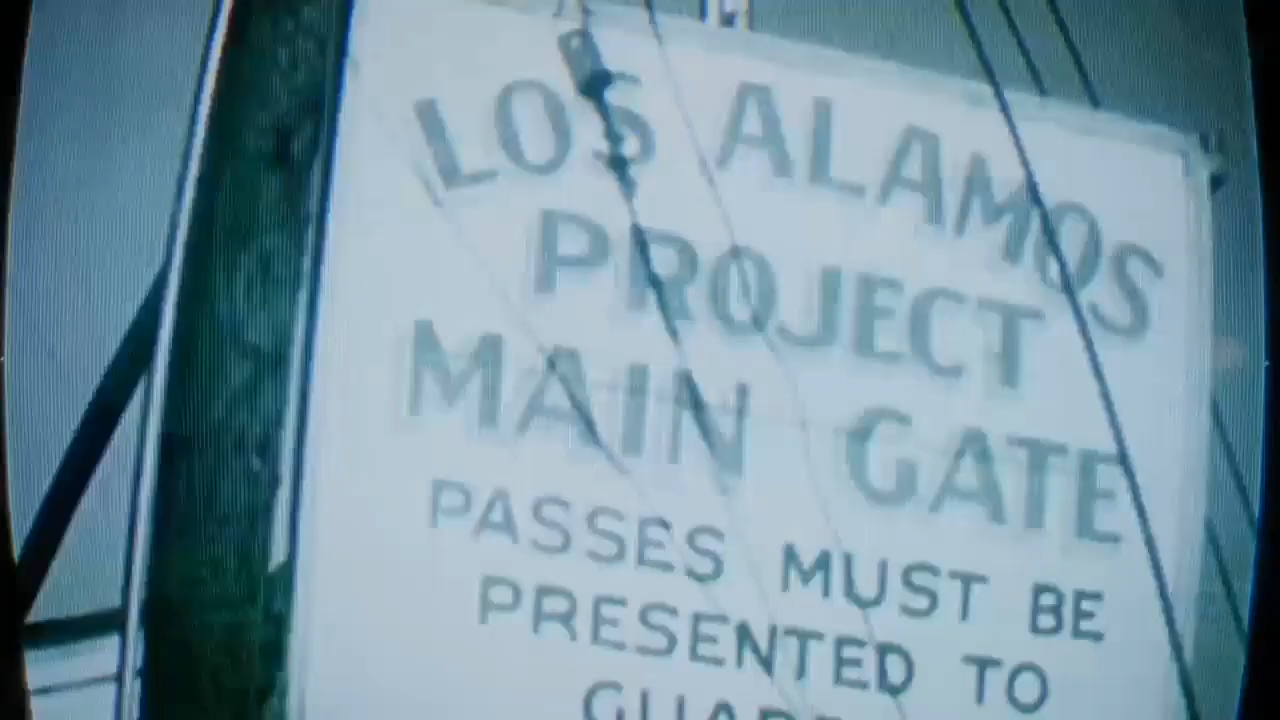 LOS ALAMOS
PROJECT
MAIN GATE
PASSES MUST BE
PRESENTED TO